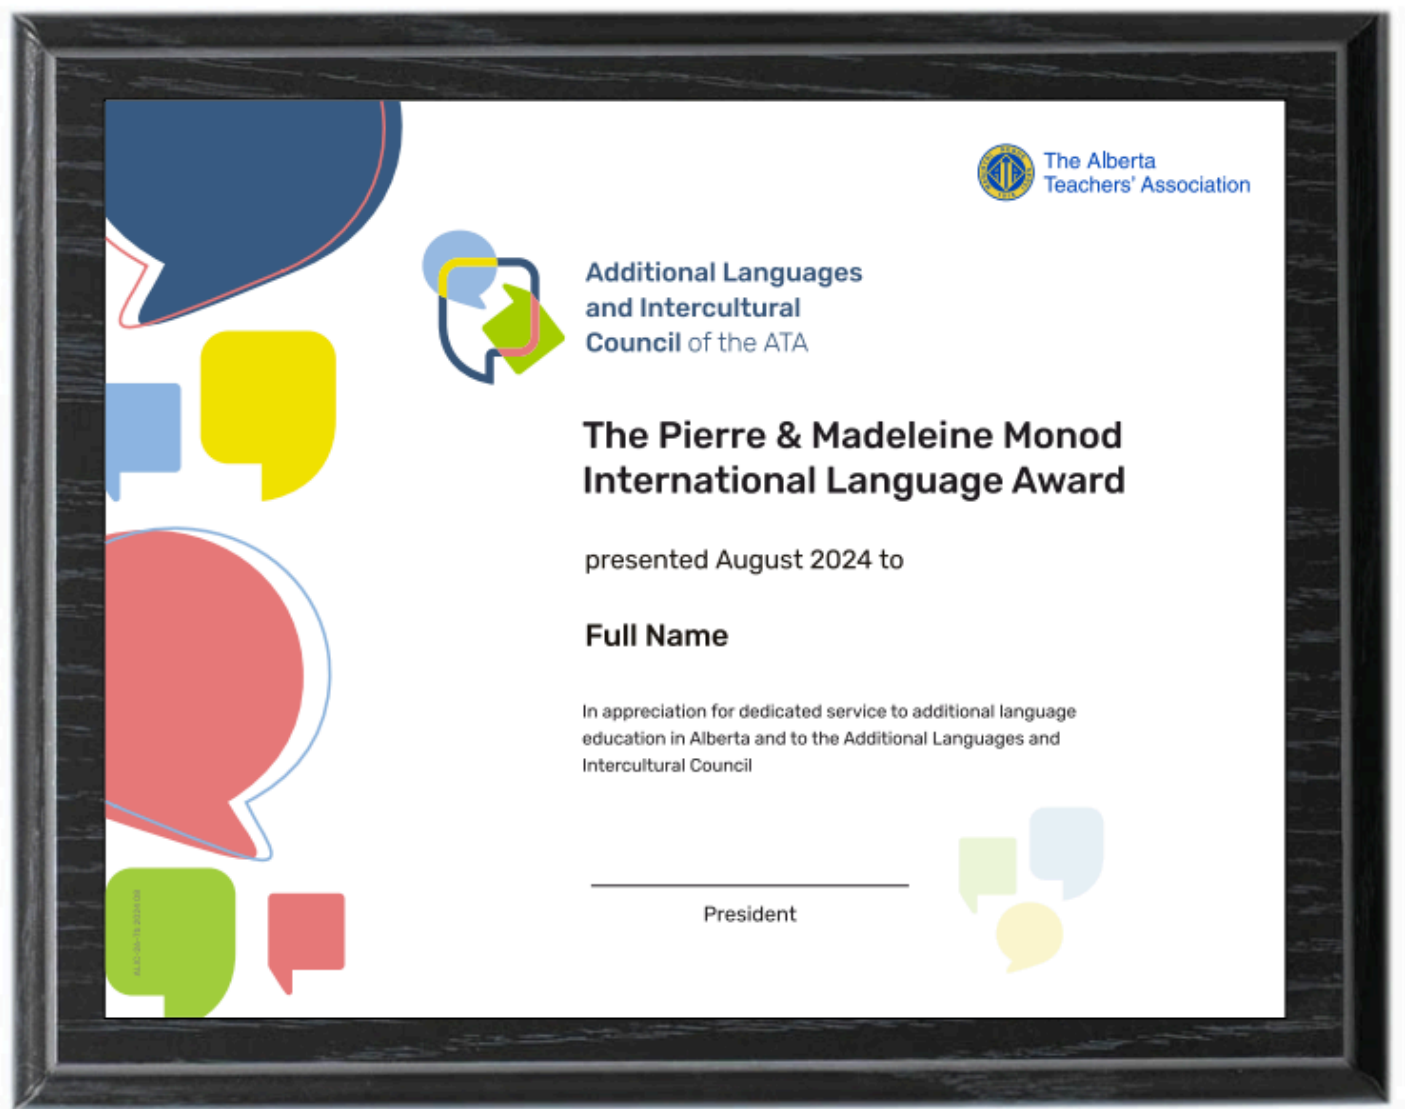 The Alberta
Teachers' Association
Additional Languages
and Intercultural
Council of the ATA
The Pierre & Madeleine Monod
International Language Award
presented August 2024 to
Full Name
In appreciation for dedicated service to additional language
education in Alberta and to the Additional Languages and
Intercultural Council
President